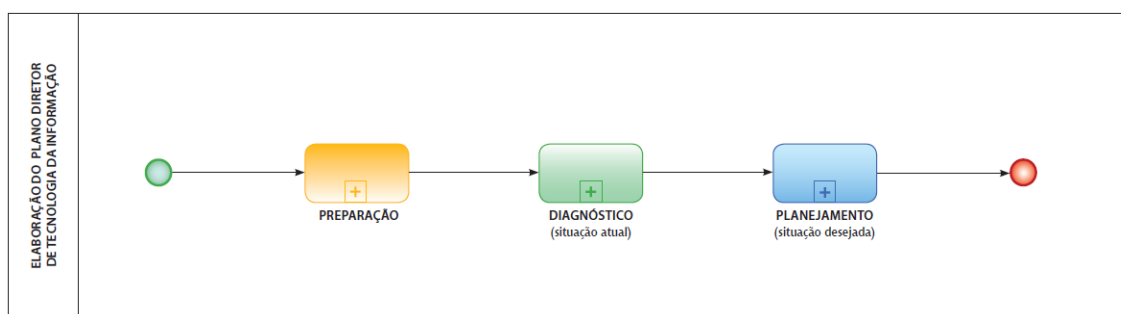 ELABORAÇÃO DO PLANO DIRETOR
DE TECNOLOGIA DA INFORMAÇÃO
PREPARAÇÃO
DIAGNÓSTICO
(situação atual)
PLANEJAMENTO
(situação desejada)